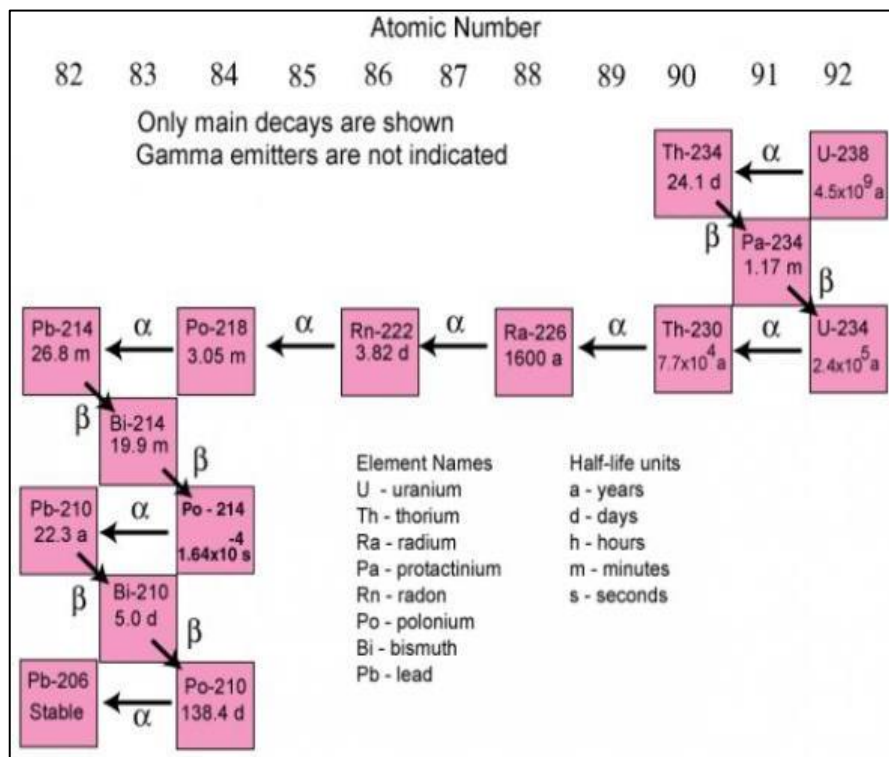 Atomic Number
82 83 84 85 86 87 88 89 90 91 92
Only main decays are shown
Gamma emitters are not indicated
Th-234
24.1 d
α
U-238
4.5x10⁹a
β
Pa-234
1.17 m
β
Pb-214
26.8 m
α
Po-218
3.05 m
α
Rn-222
3.82 d
α
Ra-226
1600 a
α
Th-230
7.7x10⁴a
α
U-234
2.4x10⁵a
β
Bi-214
19.9 m
β
Pb-210
22.3 a
α
Po - 214
-4
1.64x10 s
β
Bi-210
5.0 d
β
Pb-206
Stable
α
Po-210
138.4 d
Element Names
U - uranium
Th - thorium
Ra - radium
Pa - protactinium
Rn - radon
Po - polonium
Bi - bismuth
Pb - lead
Half-life units
a - years
d - days
h - hours
m - minutes
s - seconds